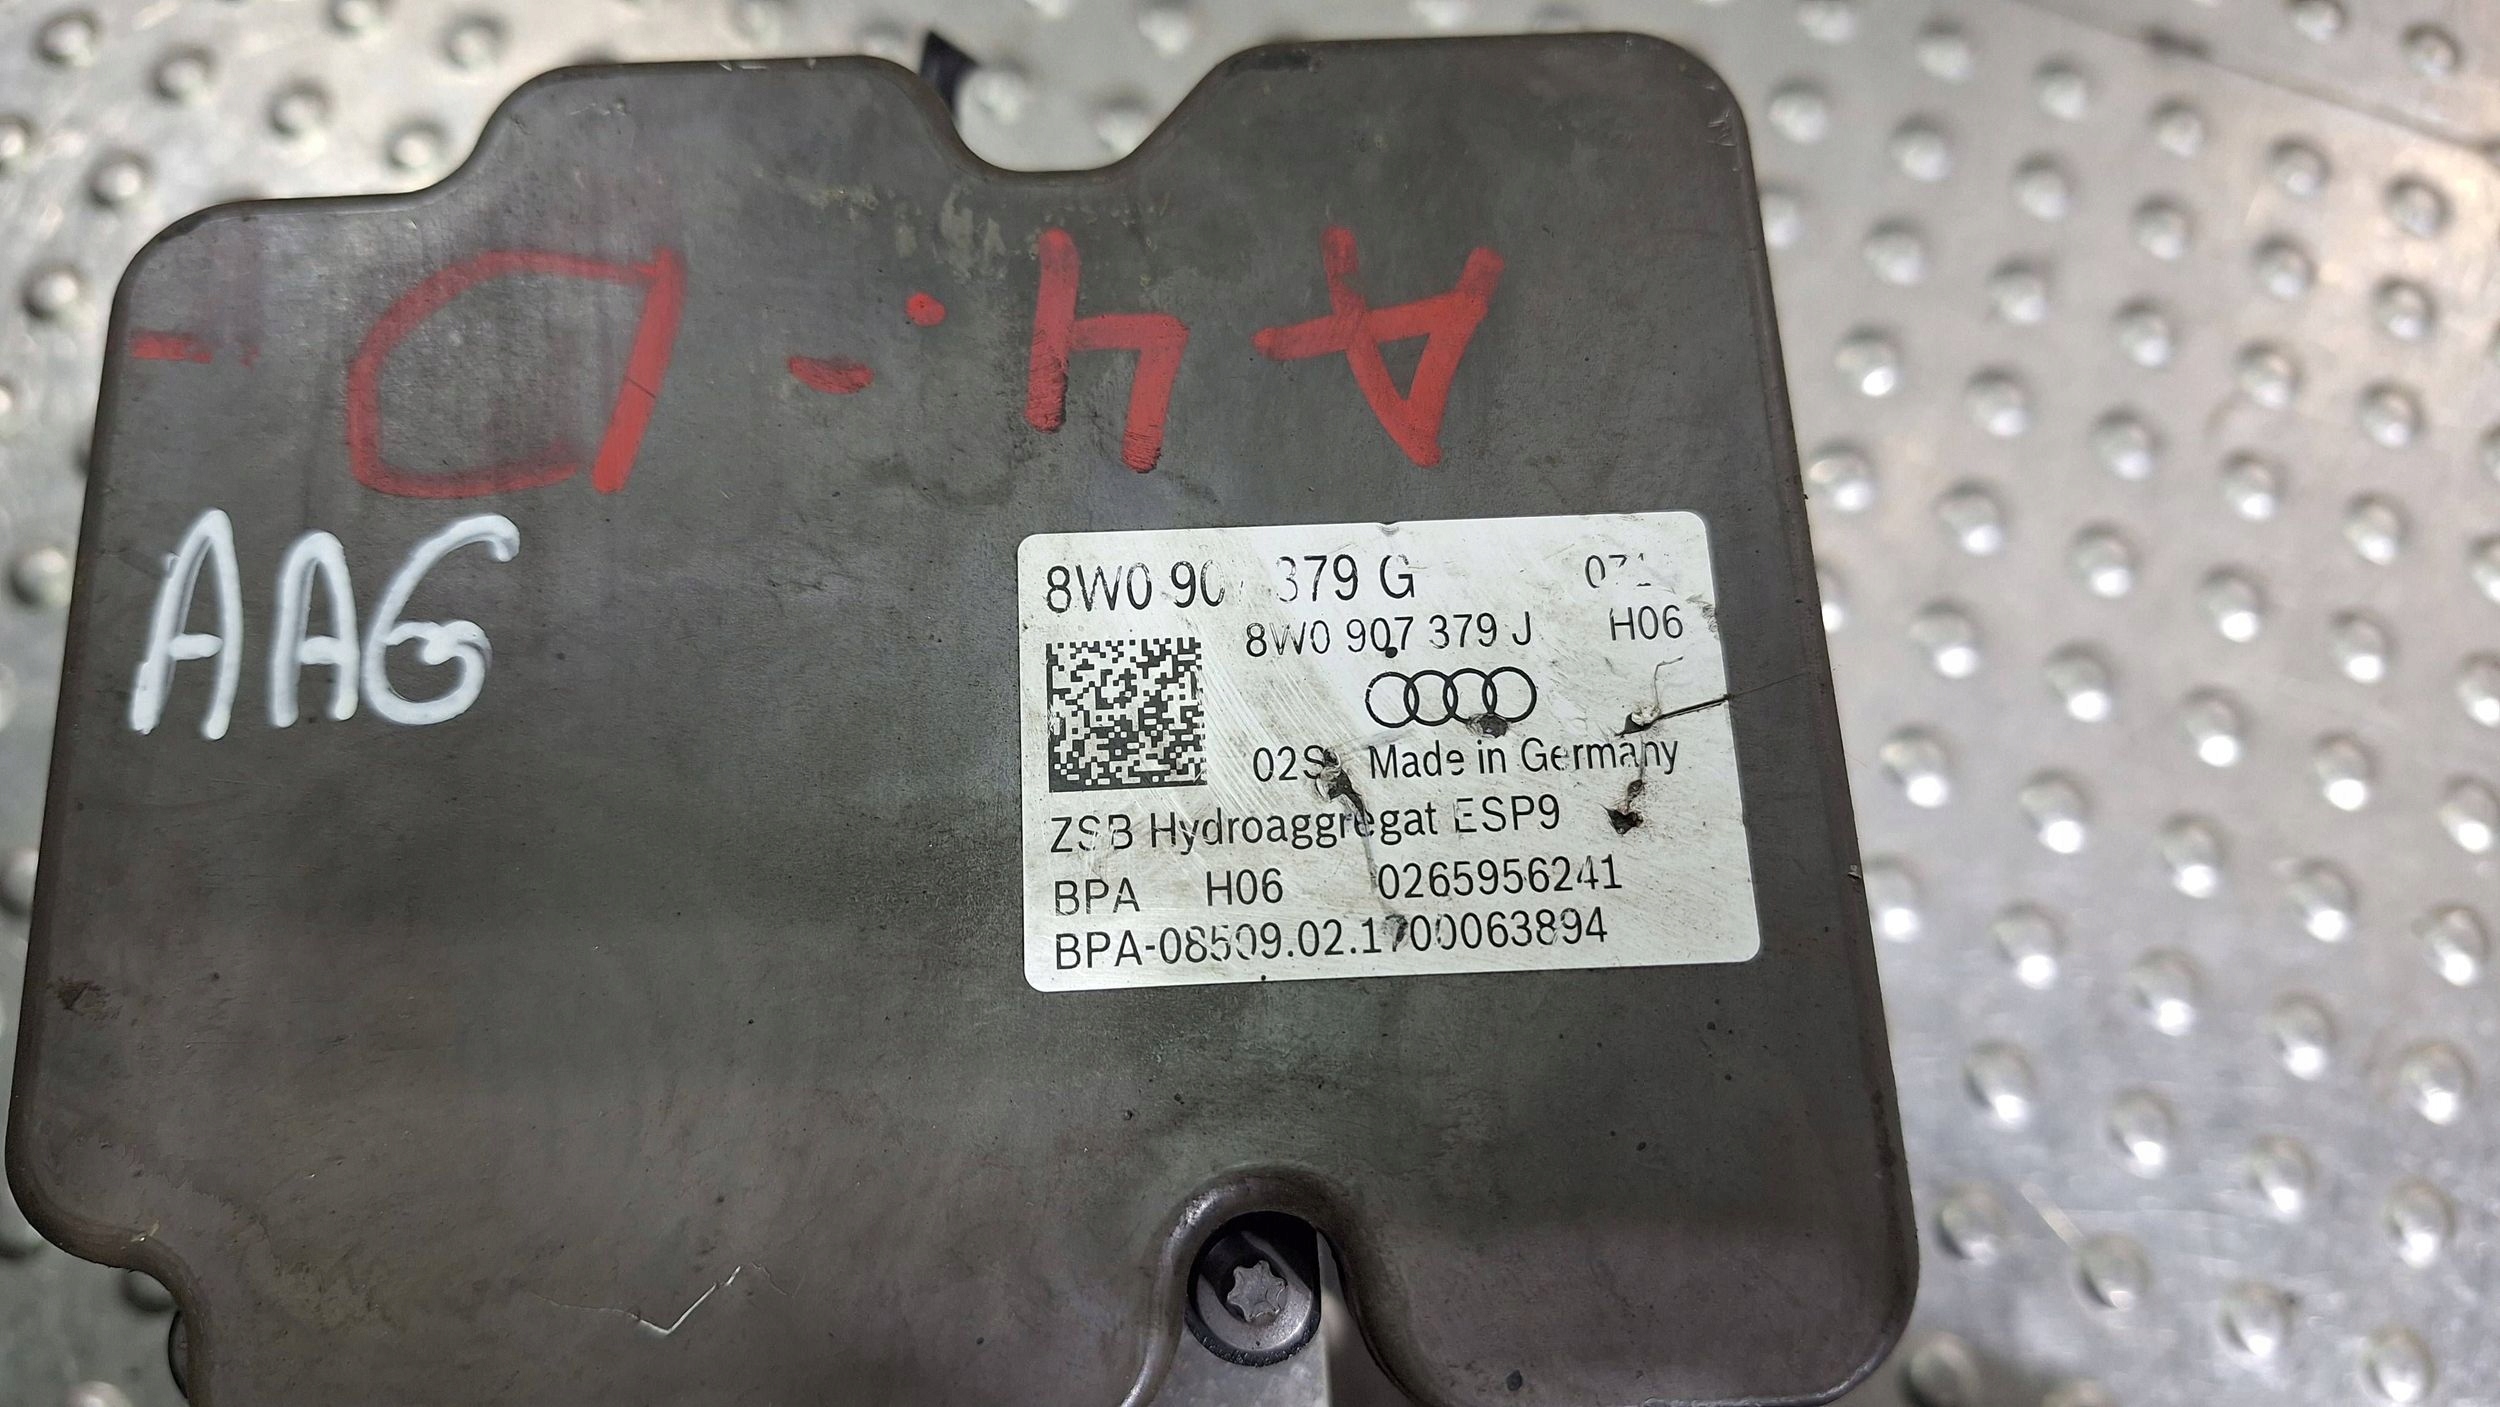 A4-D-
AAG
8W0 90 379 G
8W0 907 379 J H06
Made in Germany
ZSB Hydroaggregat ESP9
BPA H06 0265956241
BPA-08509.02.1700063894